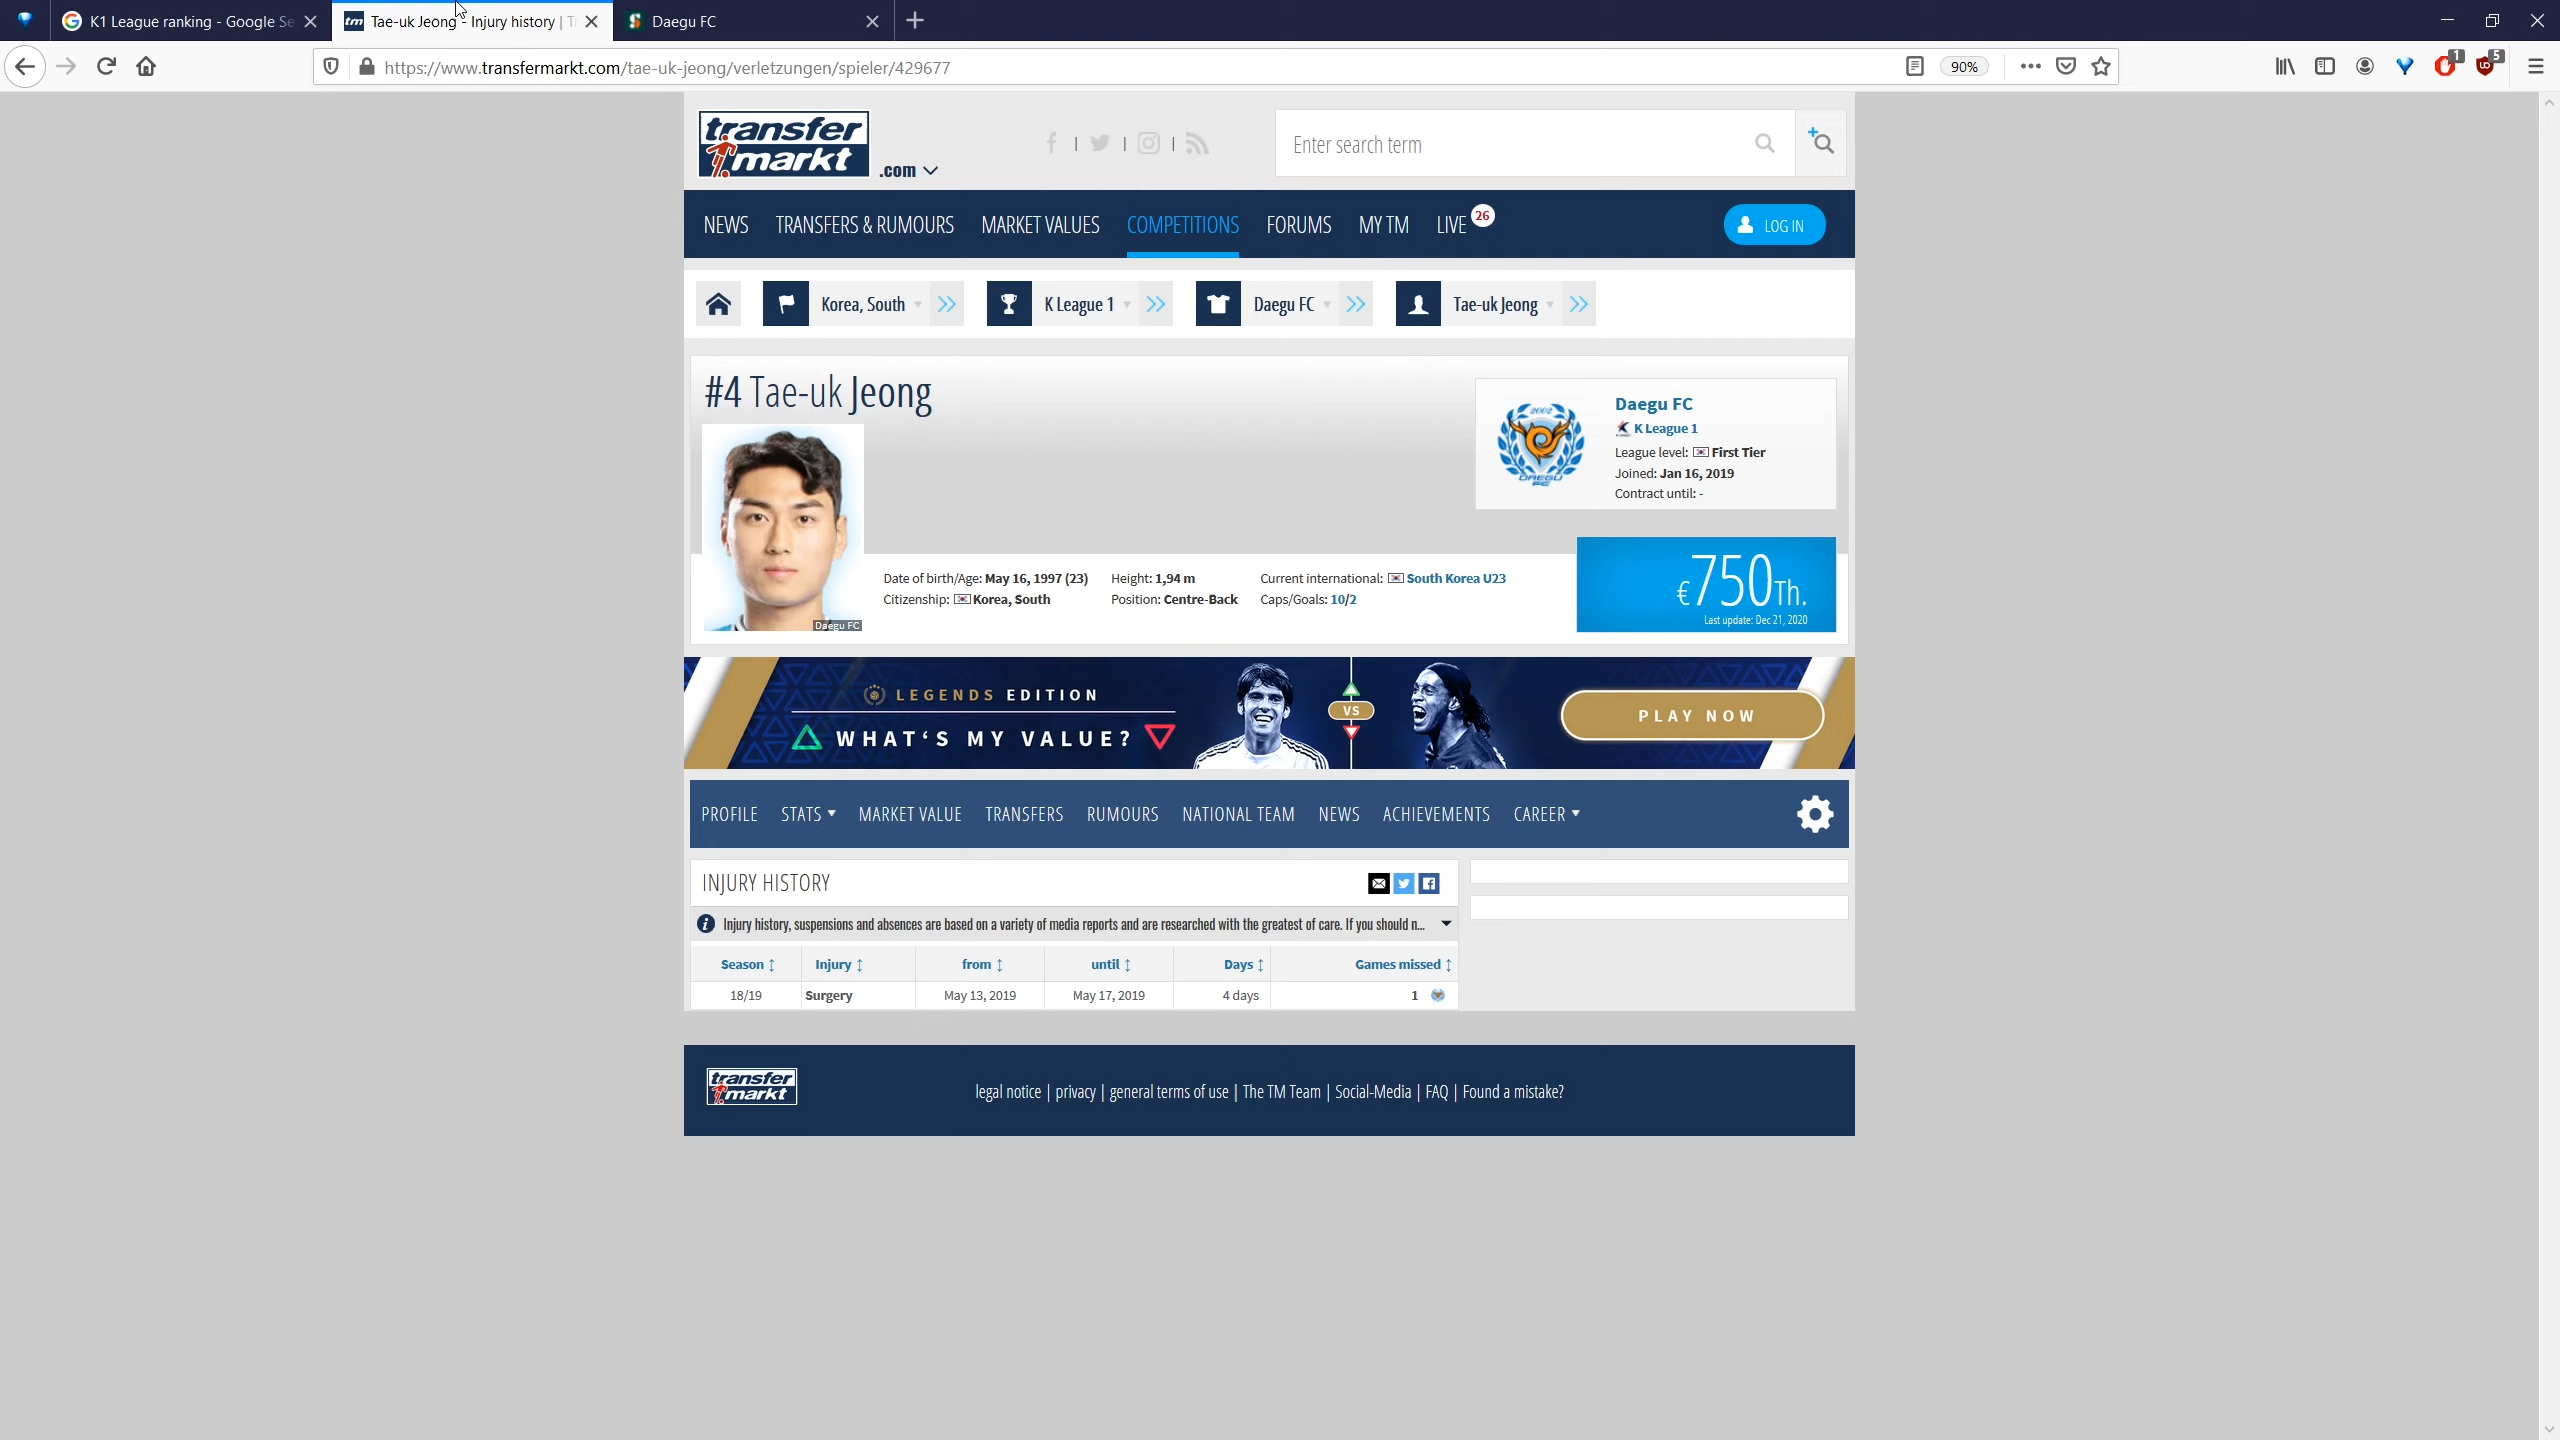 K1 League ranking - Google Se
Tae-uk Jeong - Injury history | T
Daegu FC
https://www.transfermarkt.com/tae-uk-jeong/verletzungen/spieler/429677
90%
1
5
transfer
markt
.com
Enter search term
NEWS
TRANSFERS & RUMOURS
MARKET VALUES
COMPETITIONS
FORUMS
MY TM
LIVE
26
LOG IN
Korea, South
K League 1
Daegu FC
Tae-uk Jeong
#4 Tae-uk Jeong
2002
DAEGU
FC
Daegu FC
K League 1
League level: First Tier
Joined: Jan 16, 2019
Contract until: -
Daegu FC
Date of birth/Age: May 16, 1997 (23)
Citizenship: Korea, South
Height: 1,94 m
Position: Centre-Back
Current international: South Korea U23
Caps/Goals: 10/2
€750Th.
Last update: Dec 21, 2020
LEGENDS EDITION
WHAT'S MY VALUE?
VS
PLAY NOW
PROFILE
STATS
MARKET VALUE
TRANSFERS
RUMOURS
NATIONAL TEAM
NEWS
ACHIEVEMENTS
CAREER
INJURY HISTORY
Injury history, suspensions and absences are based on a variety of media reports and are researched with the greatest of care. If you should n...
Season Injury from until Days Games missed
18/19 Surgery May 13, 2019 May 17, 2019 4 days 1
transfer
markt
legal notice | privacy | general terms of use | The TM Team | Social-Media | FAQ | Found a mistake?